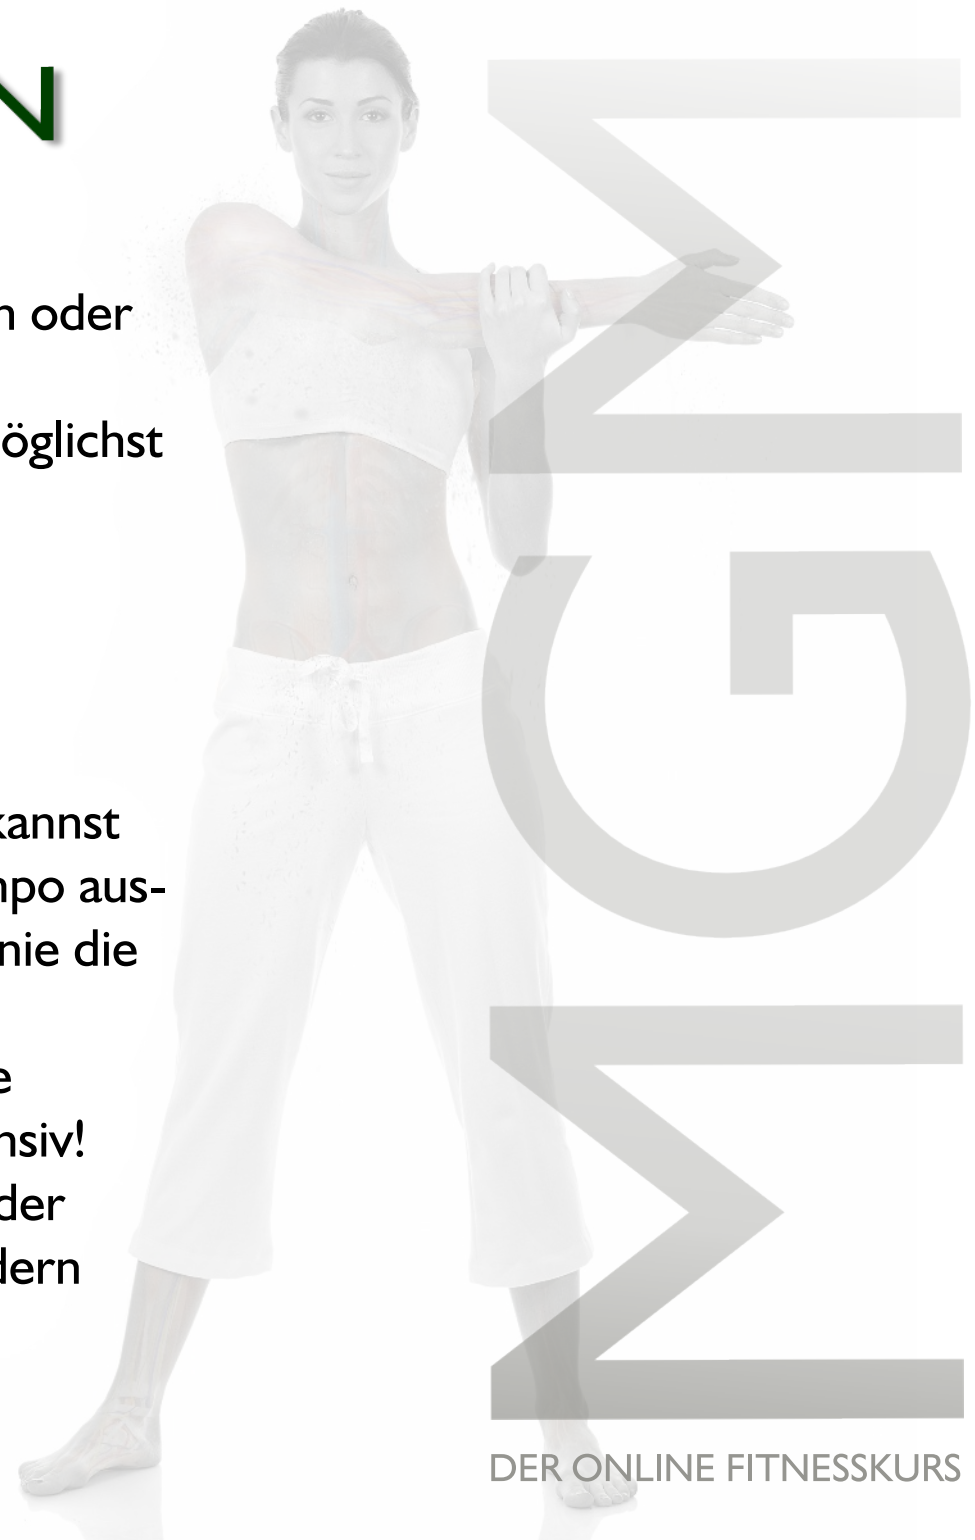 N
n oder
öglichst
kannst
npo aus-
nie die
e
nsiv!
der
dern
MGM
DER ONLINE FITNESSKURS